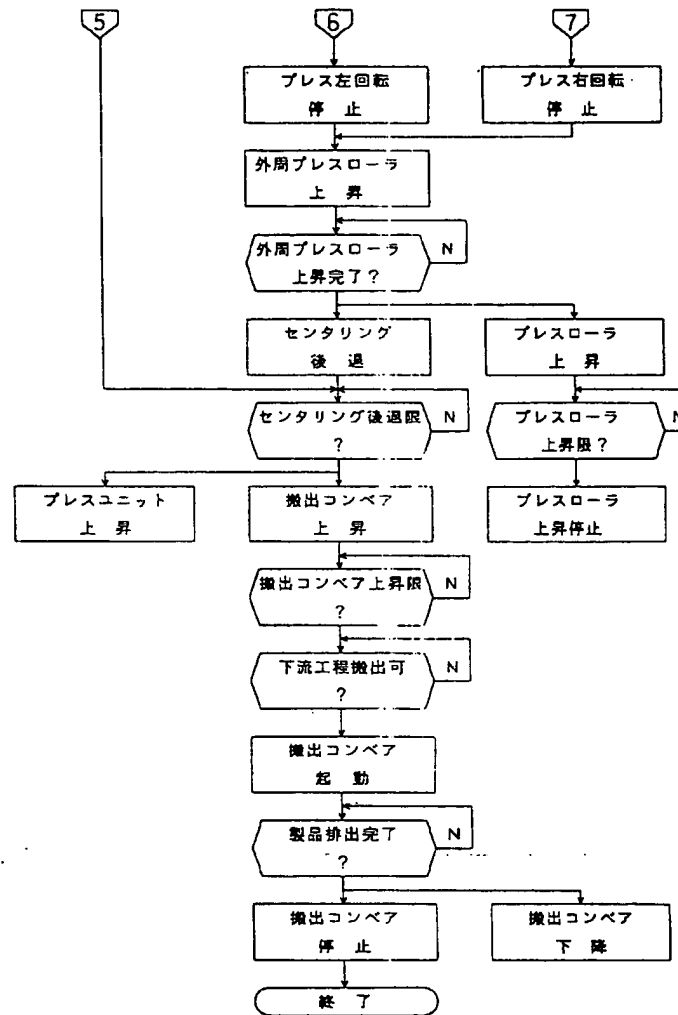 5
6
7
プレス左回転
停 止
プレス右回転
停 止
外周プレスローラ
上 昇
外周プレスローラ
上昇完了?
N
センタリング
後 退
プレスローラ
上 昇
センタリング後退限
?
N
プレスローラ
上昇限?
N
プレスユニット
上 昇
搬出コンベア
上 昇
プレスローラ
上昇停止
搬出コンベア上昇限
?
N
下流工程搬出可
?
N
搬出コンベア
起 動
製品排出完了
?
N
搬出コンベア
停 止
搬出コンベア
下 降
終 了